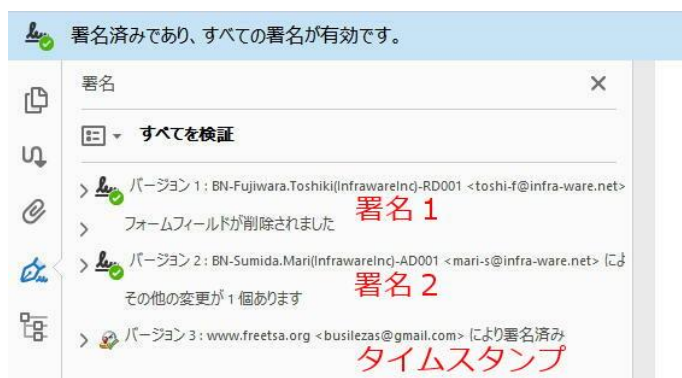 署名済みであり、すべての署名が有効です。
署名
すべてを検証
バージョン 1 : BN-Fujiwara.Toshiki(InfrawareInc)-RD001 <toshi-f@infra-ware.net>
署名 1
フォームフィールドが削除されました
バージョン 2 : BN-Sumida.Mari(InfrawareInc)-AD001 <mari-s@infra-ware.net> によ
署名 2
その他の変更が 1 個あります
バージョン 3 : www.freetsa.org <busilezas@gmail.com> により署名済み
タイムスタンプ